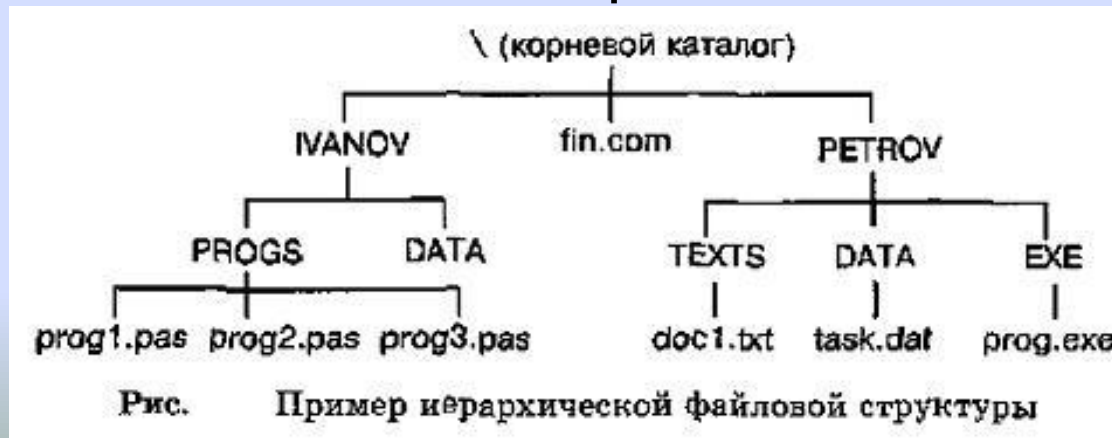 \ (корневой каталог)
IVANOV fin.com PETROV
PROGS DATA TEXTS DATA EXE
prog1.pas prog2.pas prog3.pas doc1.txt task.dat prog.exe
Рис. Пример иерархической файловой структуры